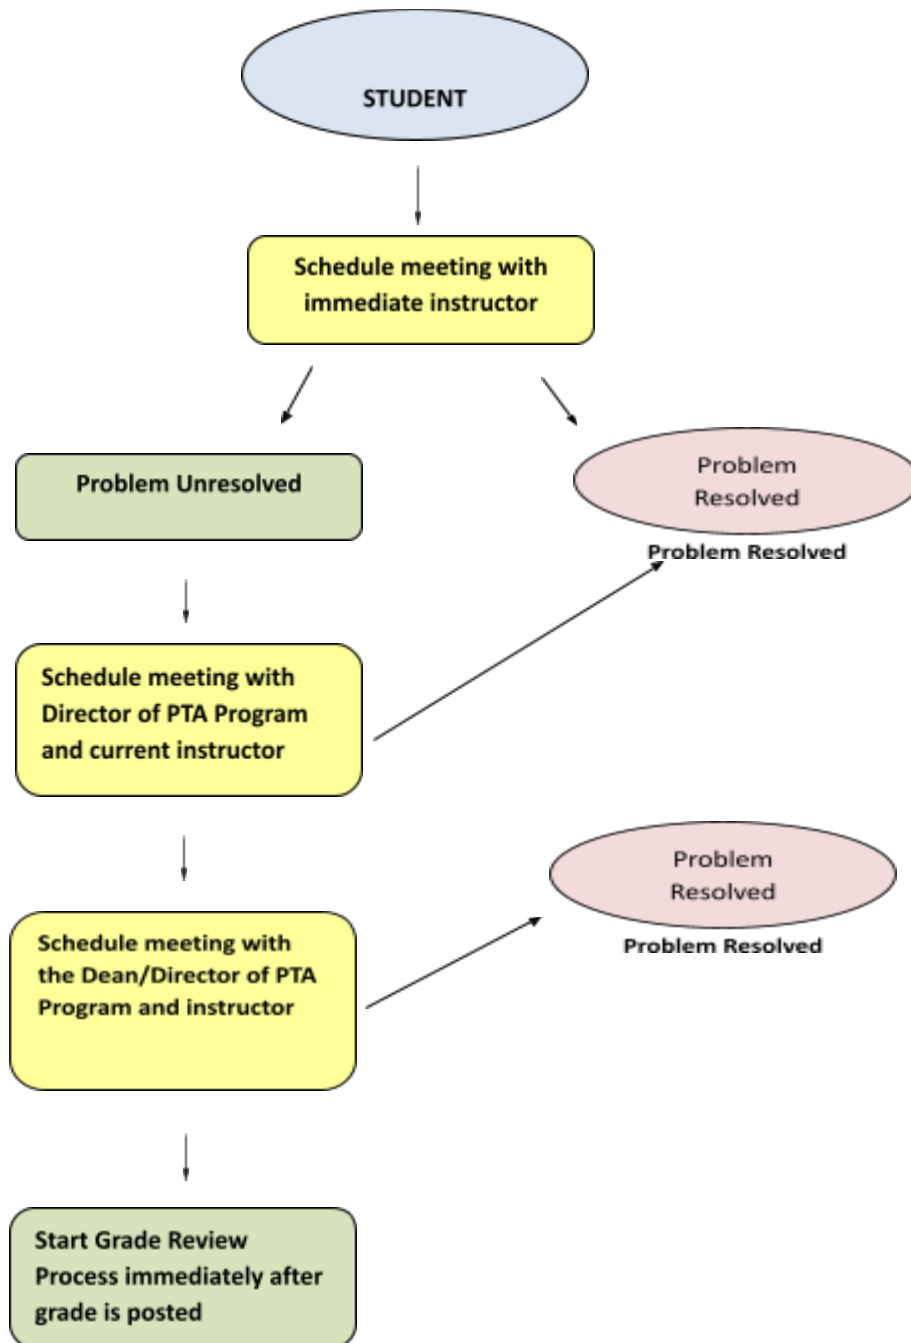 STUDENT
Schedule meeting with
immediate instructor
Problem Unresolved
Problem
Resolved
Problem Resolved
Schedule meeting with
Director of PTA Program
and current instructor
Problem
Resolved
Problem Resolved
Schedule meeting with
the Dean/Director of PTA
Program and instructor
Start Grade Review
Process immediately after
grade is posted